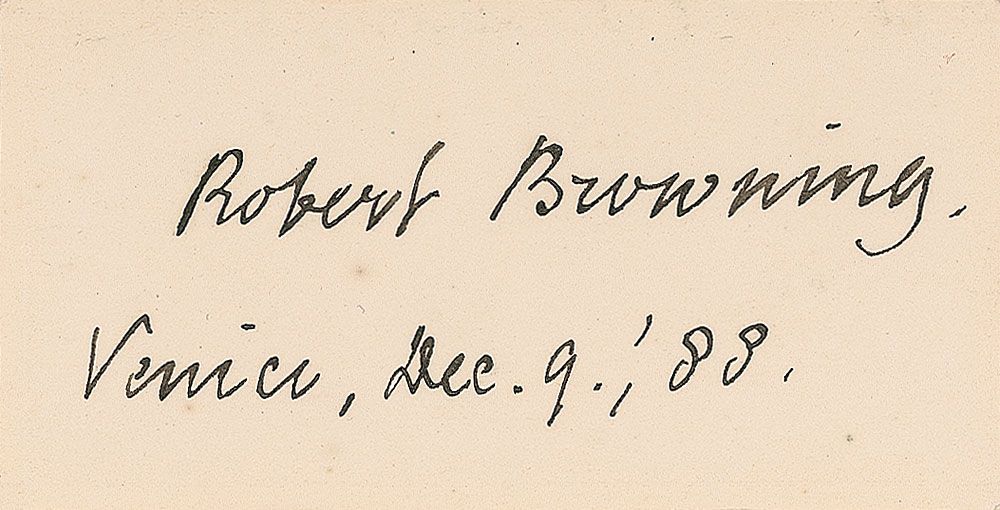 Robert Browning.
Venice, Dec. 9. '88.